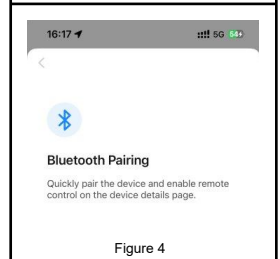 16:17
5G 54
Bluetooth Pairing
Quickly pair the device and enable remote
control on the device details page.
Figure 4